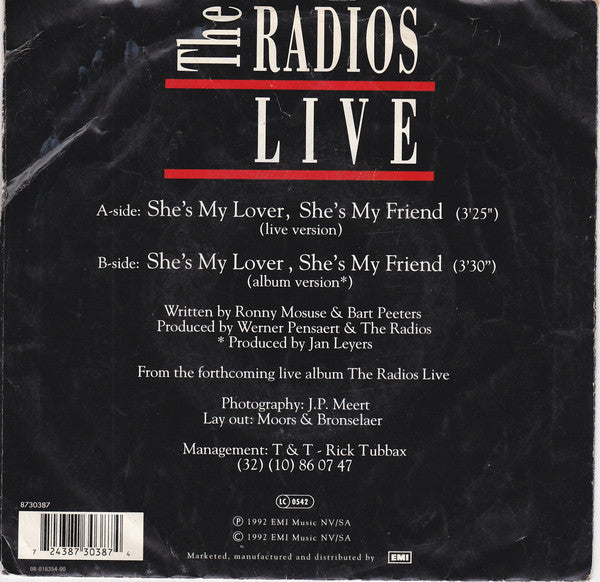 The RADIOS
LIVE
A-side: She's My Lover, She's My Friend (3'25")
(live version)
B-side: She's My Lover , She's My Friend (3'30")
(album version*)
Written by Ronny Mosuse & Bart Peeters
Produced by Werner Pensaert & The Radios
* Produced by Jan Leyers
From the forthcoming live album The Radios Live
Photography: J.P. Meert
Lay out: Moors & Bronselaer
Management: T & T - Rick Tubbax
(32) (10) 86 07 47
LC 0542
8730387
7 24387 30387 4
08-015354-00
Ⓟ 1992 EMI Music NV/SA
© 1992 EMI Music NV/SA
Marketed, manufactured and distributed by EMI